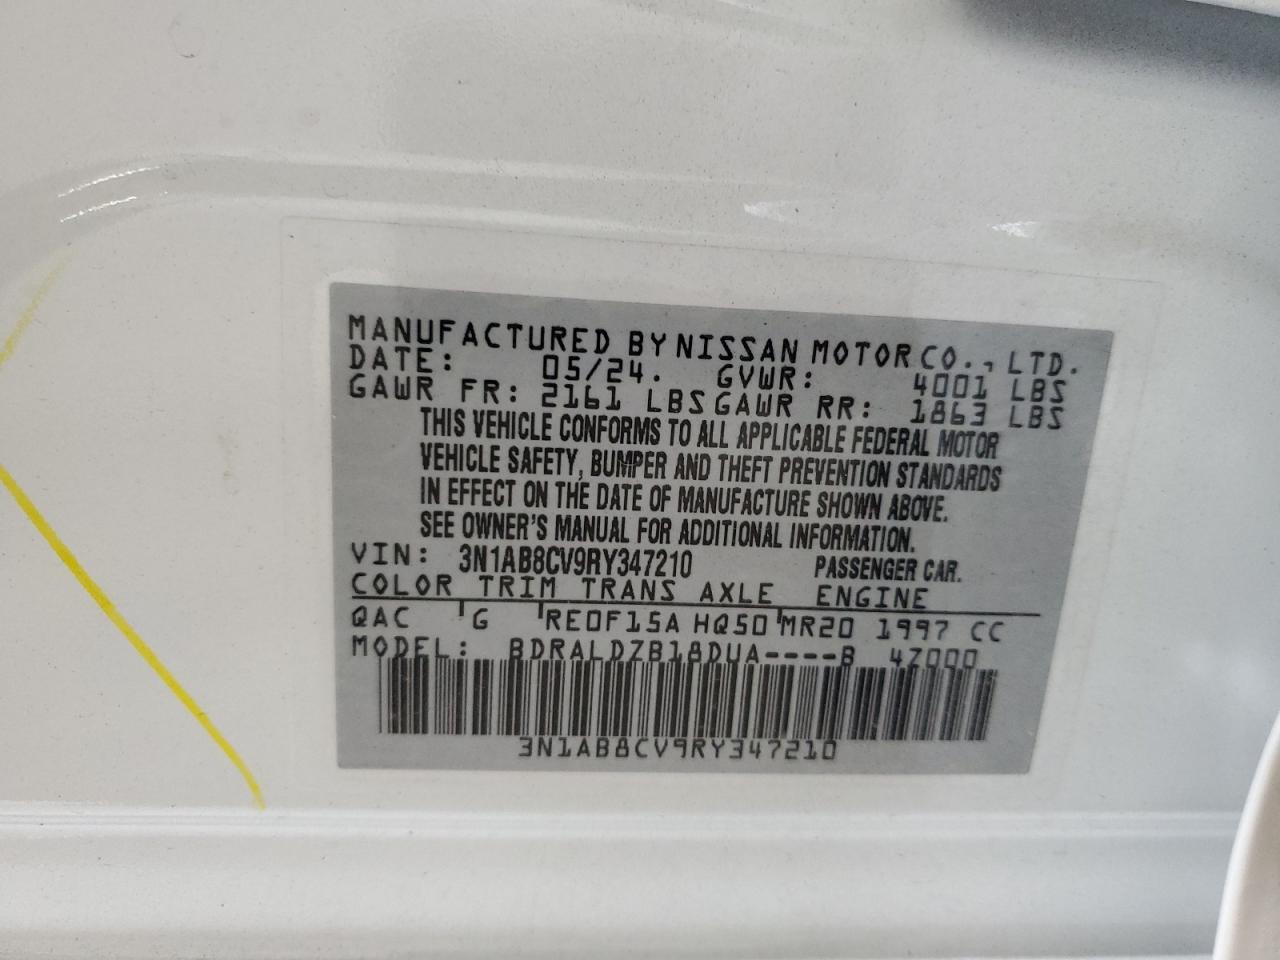 MANUFACTURED BY NISSAN MOTOR CO., LTD.
DATE: 05/24. GVWR: 4001 LBS
GAWR FR: 2161 LBS GAWR RR: 1863 LBS
THIS VEHICLE CONFORMS TO ALL APPLICABLE FEDERAL MOTOR
VEHICLE SAFETY, BUMPER AND THEFT PREVENTION STANDARDS
IN EFFECT ON THE DATE OF MANUFACTURE SHOWN ABOVE.
SEE OWNER'S MANUAL FOR ADDITIONAL INFORMATION.
VIN: 3N1AB8CV9RY347210 PASSENGER CAR.
COLOR TRIM TRANS AXLE ENGINE
QAC G RE0F15A HQ50 MR20 1997 CC
MODEL: BDRALDZB18DUA----B 4Z000
3N1AB8CV9RY347210